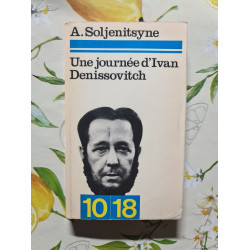 A. Soljenitsyne
Une journée d'Ivan
Denissovitch
10|18